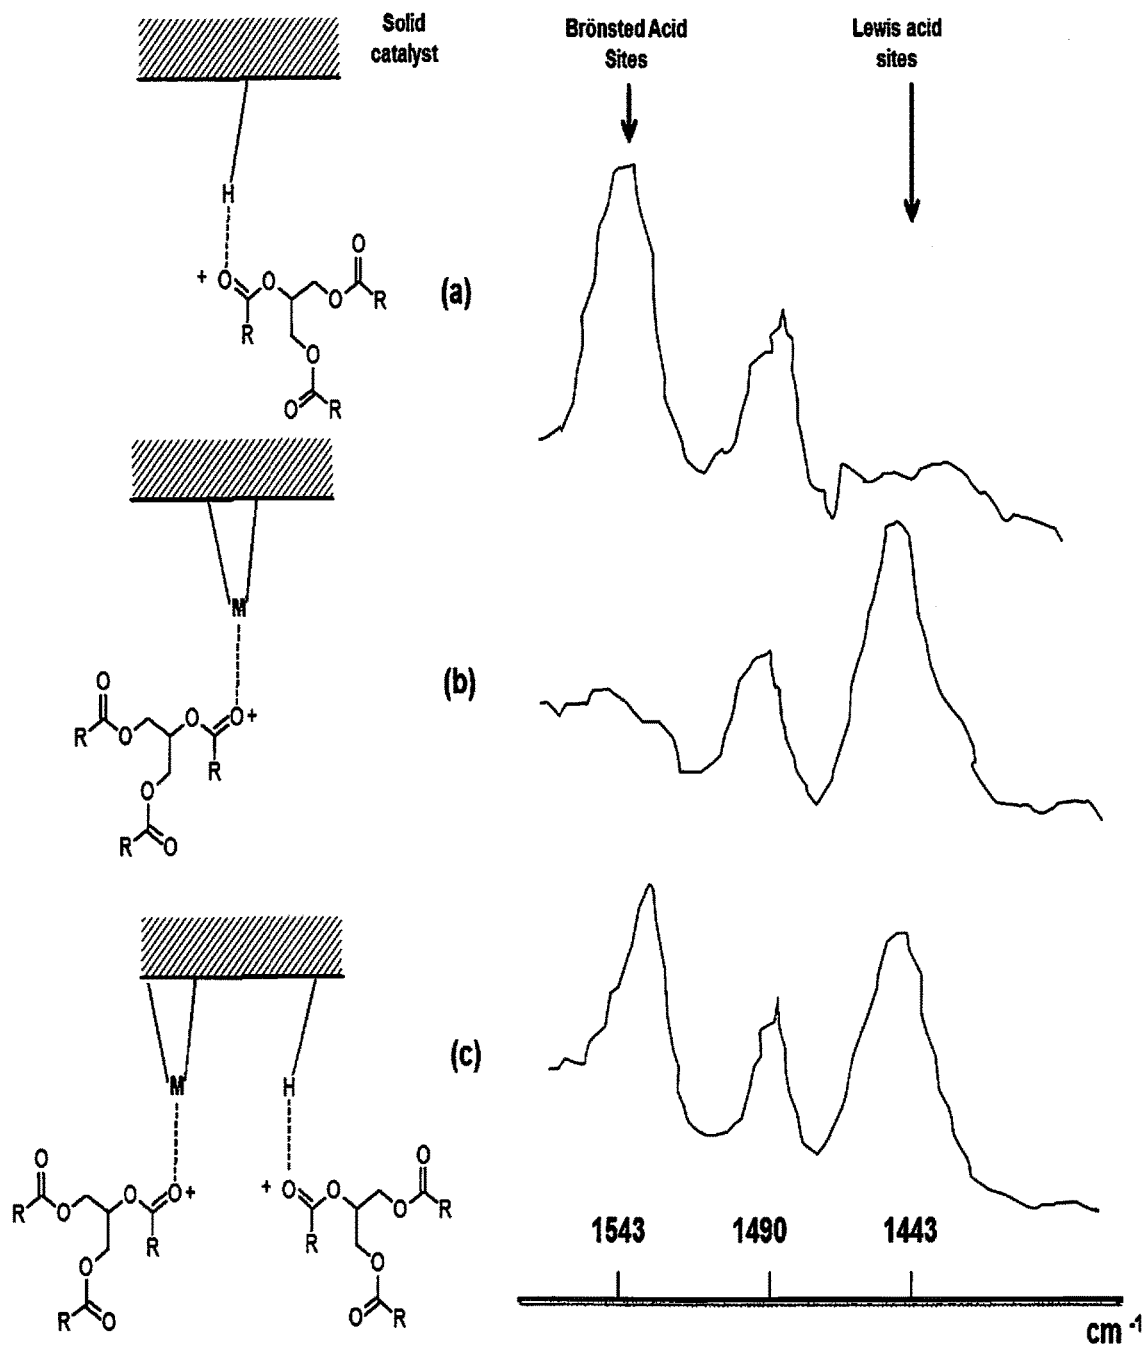 Solid
catalyst
Brönsted Acid
Sites
Lewis acid
sites
H
+ O O O
O R
R
O
O R
(a)
M
O
R O O O+
R
O
R O
(b)
M H
O O
R O O O+ + O O O R
R R
O O
R O O R
(c)
1543 1490 1443
cm -1